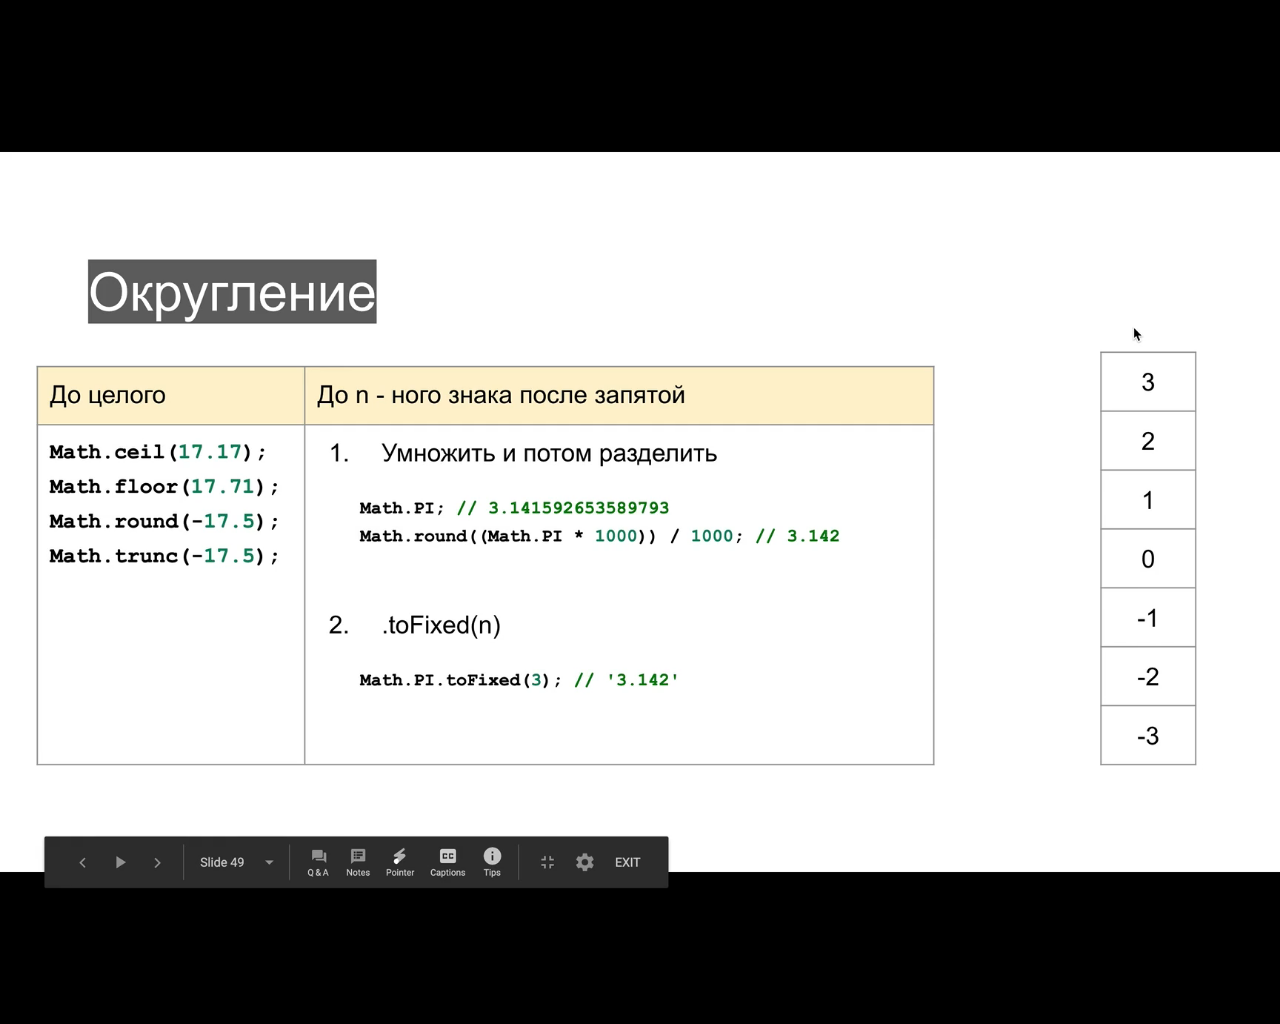 Округление
До целого
До n - ного знака после запятой
Math.ceil(17.17);
Math.floor(17.71);
Math.round(-17.5);
Math.trunc(-17.5);
1. Умножить и потом разделить
Math.PI; // 3.141592653589793
Math.round((Math.PI * 1000)) / 1000; // 3.142
2. .toFixed(n)
Math.PI.toFixed(3); // '3.142'
3
2
1
0
-1
-2
-3
Slide 49
Q & A
Notes
Pointer
CC
Captions
Tips
EXIT